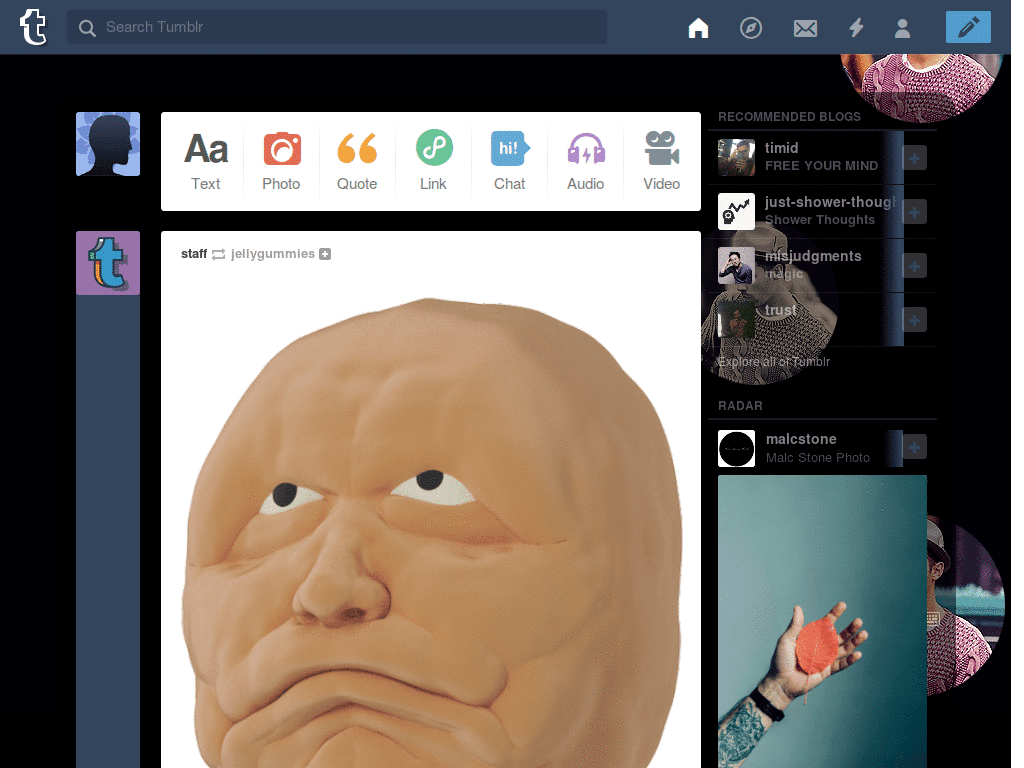 Search Tumblr
Aa
hi!
Text
Photo
Quote
Link
Chat
Audio
Video
staff jellygummies
RECOMMENDED BLOGS
timid
FREE YOUR MIND
just-shower-though
Shower Thoughts
misjudgments
magic
trust
Explore all of Tumblr
RADAR
malcstone
Malc Stone Photo